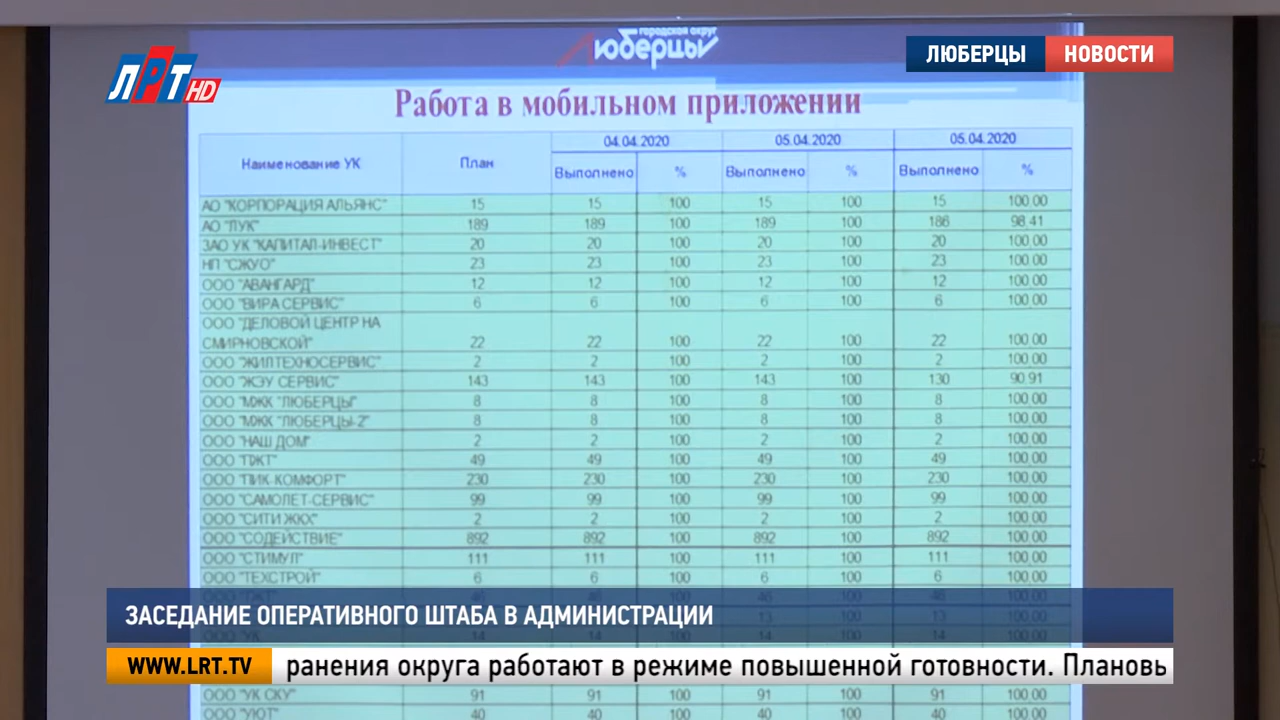 городской округ
Люберцы
ЛРТ HD
ЛЮБЕРЦЫ НОВОСТИ
Работа в мобильном приложении
Наименование УК План 04.04.2020 05.04.2020 05.04.2020
Выполнено % Выполнено % Выполнено %
АО "КОРПОРАЦИЯ АЛЬЯНС" 15 15 100 15 100 15 100.00
АО "ЛУК" 189 189 100 189 100 186 98.41
ЗАО УК "КАПИТАЛ-ИНВЕСТ" 20 20 100 20 100 20 100.00
НП "СЖУО" 23 23 100 23 100 23 100.00
ООО "АВАНГАРД" 12 12 100 12 100 12 100.00
ООО "ВИРА СЕРВИС" 6 6 100 6 100 6 100.00
ООО "ДЕЛОВОЙ ЦЕНТР НА
СМИРНОВСКОЙ" 22 22 100 22 100 22 100.00
ООО "ЖИЛТЕХНОСЕРВИС" 2 2 100 2 100 2 100.00
ООО "ЖЭУ СЕРВИС" 143 143 100 143 100 130 90.91
ООО "МЖК "ЛЮБЕРЦЫ" 8 8 100 8 100 8 100.00
ООО "МЖК "ЛЮБЕРЦЫ-2" 8 8 100 8 100 8 100.00
ООО "НАШ ДОМ" 2 2 100 2 100 2 100.00
ООО "ПЖТ" 49 49 100 49 100 49 100.00
ООО "ПИК-КОМФОРТ" 230 230 100 230 100 230 100.00
ООО "САМОЛЕТ-СЕРВИС" 99 99 100 99 100 99 100.00
ООО "СИТИ ЖКХ" 2 2 100 2 100 2 100.00
ООО "СОДЕЙСТВИЕ" 892 892 100 892 100 892 100.00
ООО "СТИМУЛ" 111 111 100 111 100 111 100.00
ООО "ТЕХСТРОЙ" 6 6 100 6 100 6 100.00
ЗАСЕДАНИЕ ОПЕРАТИВНОГО ШТАБА В АДМИНИСТРАЦИИ
WWW.LRT.TV ранения округа работают в режиме повышенной готовности. Плановь
ООО "УК СКУ" 91 91 100 91 100 91 100.00
ООО "УЮТ" 40 40 100 40 100 40 100.00